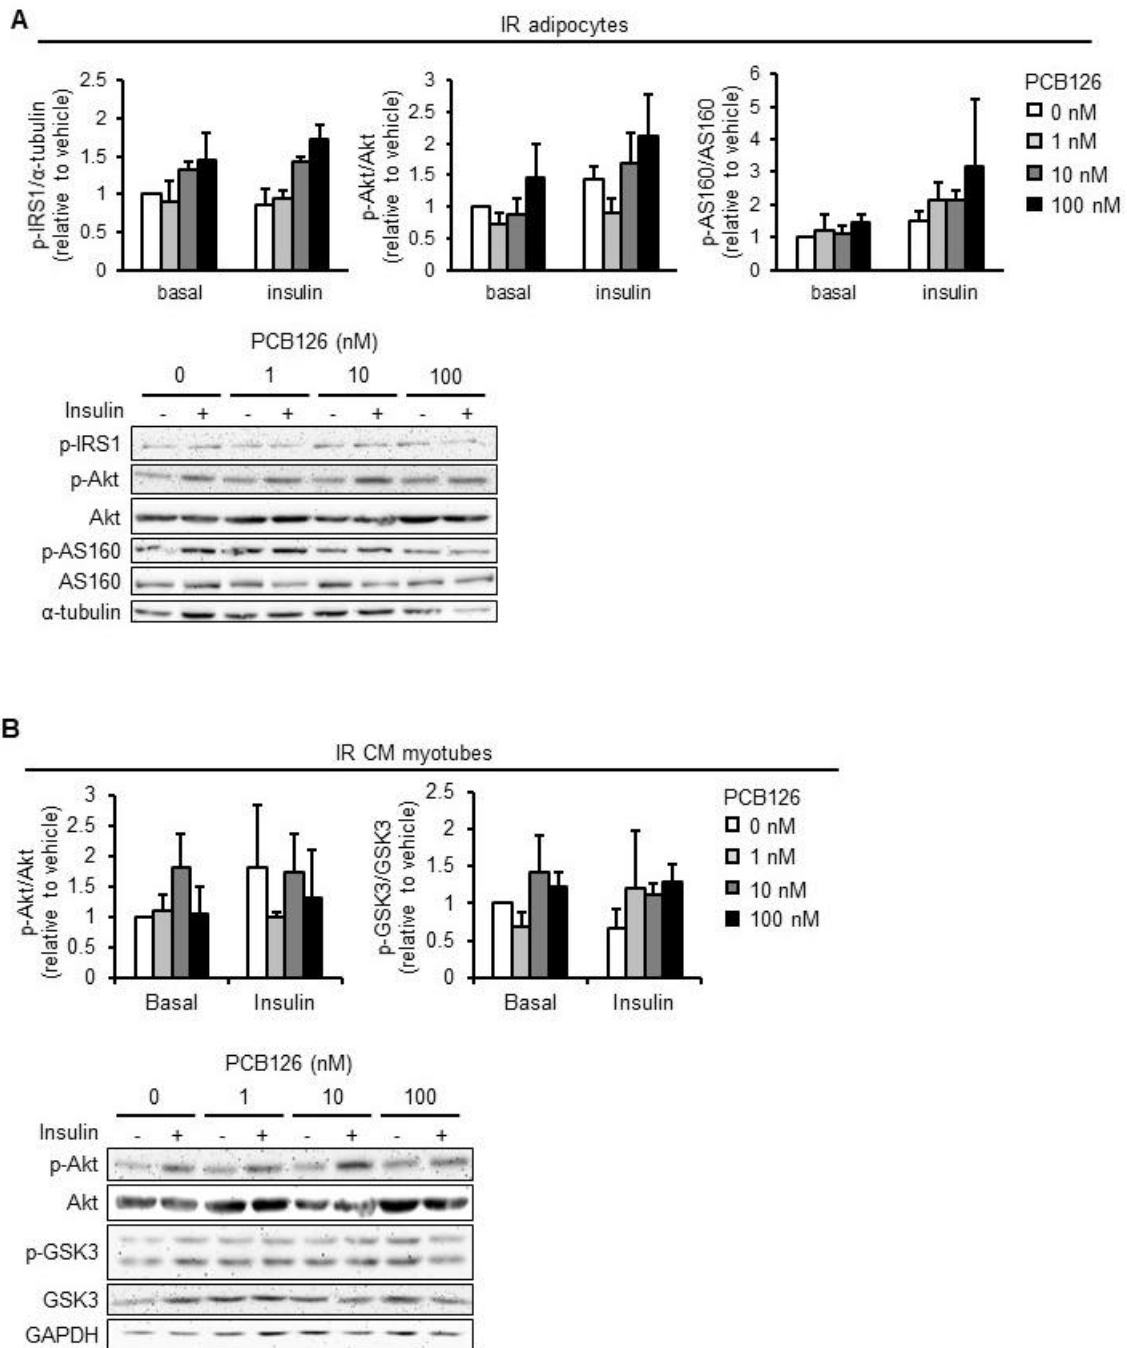 A
IR adipocytes
p-IRS1/α-tubulin
(relative to vehicle)
2.5
2
1.5
1
0.5
0
basal insulin
p-Akt/Akt
(relative to vehicle)
3
2.5
2
1.5
1
0.5
0
basal insulin
p-AS160/AS160
(relative to vehicle)
6
5
4
3
2
1
0
basal insulin
PCB126
0 nM
1 nM
10 nM
100 nM
PCB126 (nM)
0 1 10 100
Insulin - + - + - + - +
p-IRS1
p-Akt
Akt
p-AS160
AS160
α-tubulin
B
IR CM myotubes
p-Akt/Akt
(relative to vehicle)
3
2.5
2
1.5
1
0.5
0
Basal Insulin
p-GSK3/GSK3
(relative to vehicle)
2.5
2
1.5
1
0.5
0
Basal Insulin
PCB126
0 nM
1 nM
10 nM
100 nM
PCB126 (nM)
0 1 10 100
Insulin - + - + - + - +
p-Akt
Akt
p-GSK3
GSK3
GAPDH